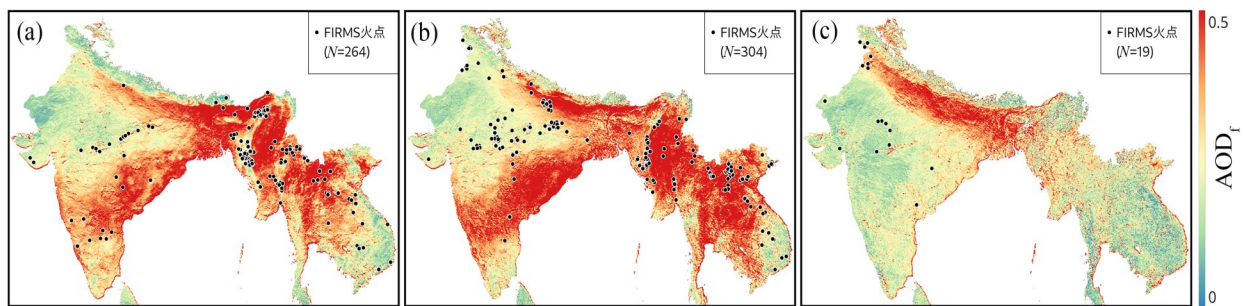 (a)
FIRMS火点
(N=264)
(b)
FIRMS火点
(N=304)
(c)
FIRMS火点
(N=19)
0.5
AODf
0